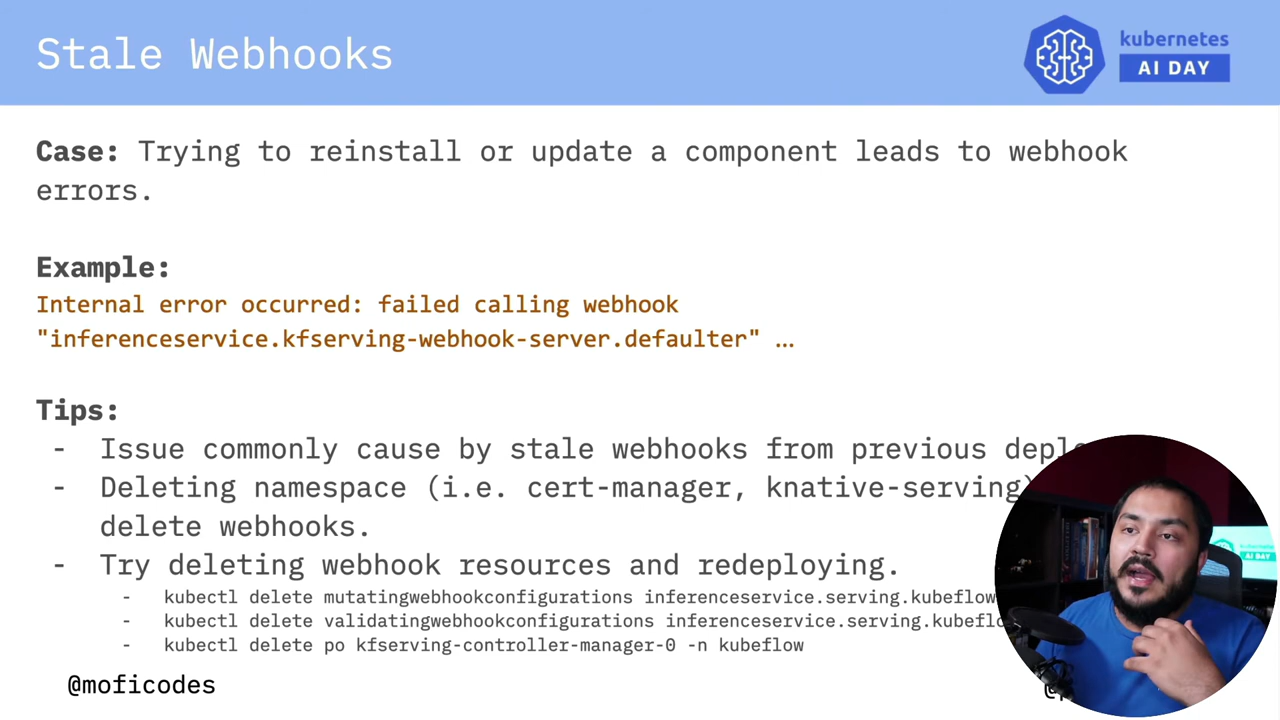 Stale Webhooks
kubernetes
AI DAY
Case: Trying to reinstall or update a component leads to webhook
errors.
Example:
Internal error occurred: failed calling webhook
"inferenceservice.kfserving-webhook-server.defaulter" …
Tips:
- Issue commonly cause by stale webhooks from previous
- Deleting namespace (i.e. cert-manager, knative-serving)
delete webhooks.
- Try deleting webhook resources and redeploying.
- kubectl delete mutatingwebhookconfigurations inferenceservice.serving.kubeflow
- kubectl delete validatingwebhookconfigurations
- kubectl delete po kfserving-controller-manager-0 -n kubeflow
@moficodes